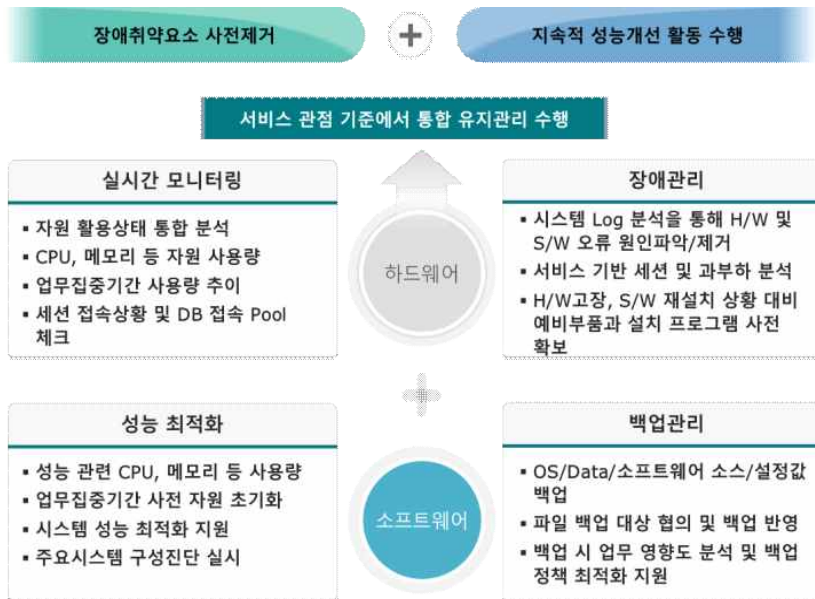 장애취약요소 사전제거
+
지속적 성능개선 활동 수행
서비스 관점 기준에서 통합 유지관리 수행
실시간 모니터링
▪ 자원 활용상태 통합 분석
▪ CPU, 메모리 등 자원 사용량
▪ 업무집중기간 사용량 추이
▪ 세션 접속상황 및 DB 접속 Pool
체크
하드웨어
장애관리
▪ 시스템 Log 분석을 통해 H/W 및
S/W 오류 원인파악/제거
▪ 서비스 기반 세션 및 과부하 분석
▪ H/W고장, S/W 재설치 상황 대비
예비부품과 설치 프로그램 사전
확보
+
성능 최적화
▪ 성능 관련 CPU, 메모리 등 사용량
▪ 업무집중기간 사전 자원 초기화
▪ 시스템 성능 최적화 지원
▪ 주요시스템 구성진단 실시
소프트웨어
백업관리
▪ OS/Data/소프트웨어 소스/설정값
백업
▪ 파일 백업 대상 협의 및 백업 반영
▪ 백업 시 업무 영향도 분석 및 백업
정책 최적화 지원